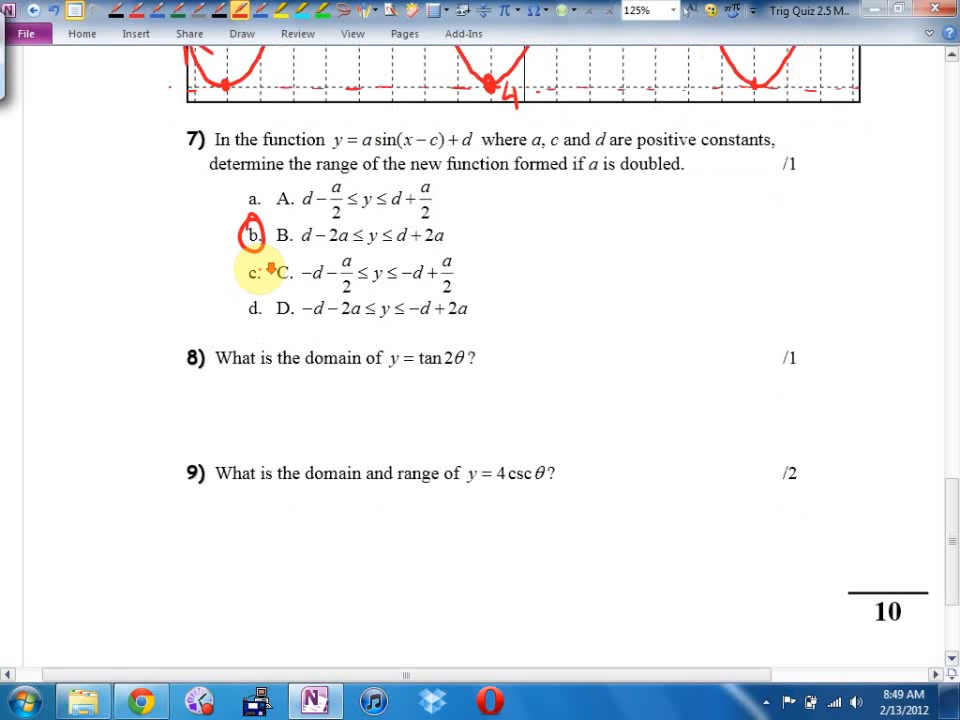 125%
Trig Quiz 2.5 M..
File Home Insert Share Draw Review View Pages Add-Ins
4
7) In the function y = a sin(x − c) + d where a, c and d are positive constants,
determine the range of the new function formed if a is doubled. /1
a. A. d − a/2 ≤ y ≤ d + a/2
b. B. d − 2a ≤ y ≤ d + 2a
c. C. −d − a/2 ≤ y ≤ −d + a/2
d. D. −d − 2a ≤ y ≤ −d + 2a
8) What is the domain of y = tan 2θ ? /1
9) What is the domain and range of y = 4 csc θ ? /2
10
8:49 AM
2/13/2012